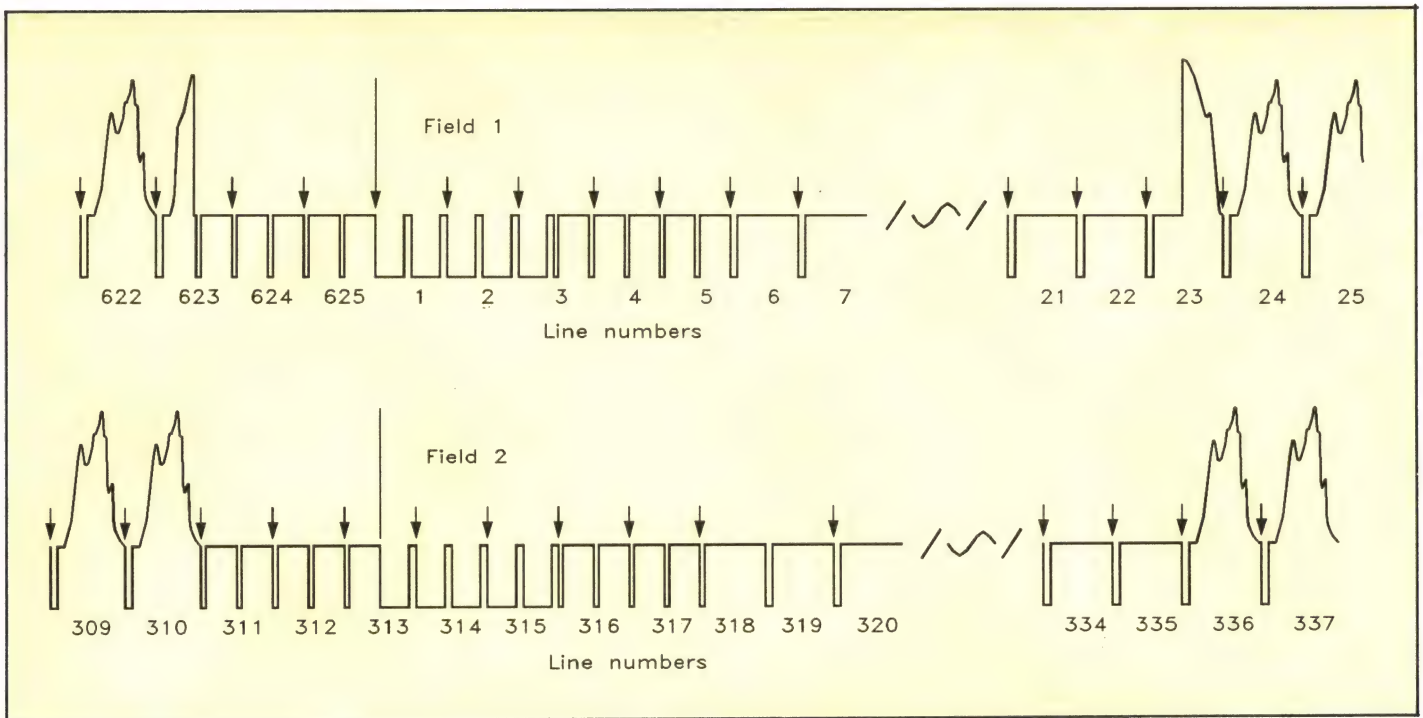 Field 1
622 623 624 625 1 2 3 4 5 6 7 21 22 23 24 25
Line numbers
Field 2
309 310 311 312 313 314 315 316 317 318 319 320 334 335 336 337
Line numbers